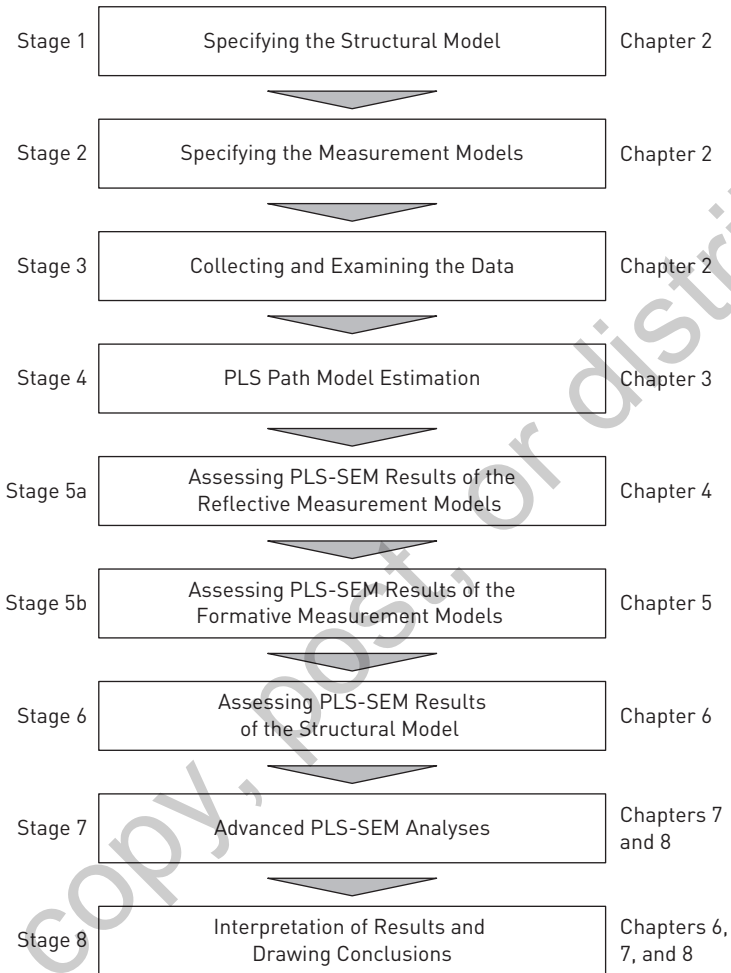 Stage 1 Specifying the Structural Model Chapter 2
Stage 2 Specifying the Measurement Models Chapter 2
Stage 3 Collecting and Examining the Data Chapter 2
Stage 4 PLS Path Model Estimation Chapter 3
Stage 5a Assessing PLS-SEM Results of the
Reflective Measurement Models Chapter 4
Stage 5b Assessing PLS-SEM Results of the
Formative Measurement Models Chapter 5
Stage 6 Assessing PLS-SEM Results
of the Structural Model Chapter 6
Stage 7 Advanced PLS-SEM Analyses Chapters 7
and 8
Stage 8 Interpretation of Results and
Drawing Conclusions Chapters 6,
7, and 8
copy, post, or distri